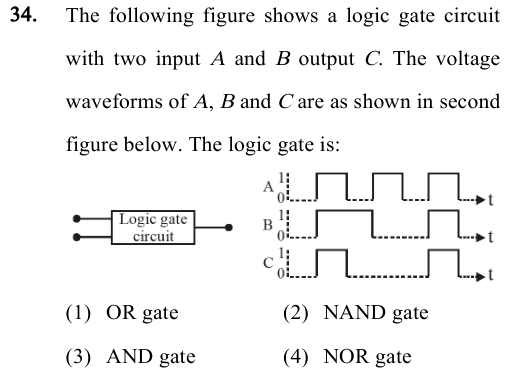 34. The following figure shows a logic gate circuit
with two input A and B output C. The voltage
waveforms of A, B and C are as shown in second
figure below. The logic gate is:
Logic gate
circuit
A 1
0
t
B 1
0
t
C 1
0
t
(1) OR gate (2) NAND gate
(3) AND gate (4) NOR gate